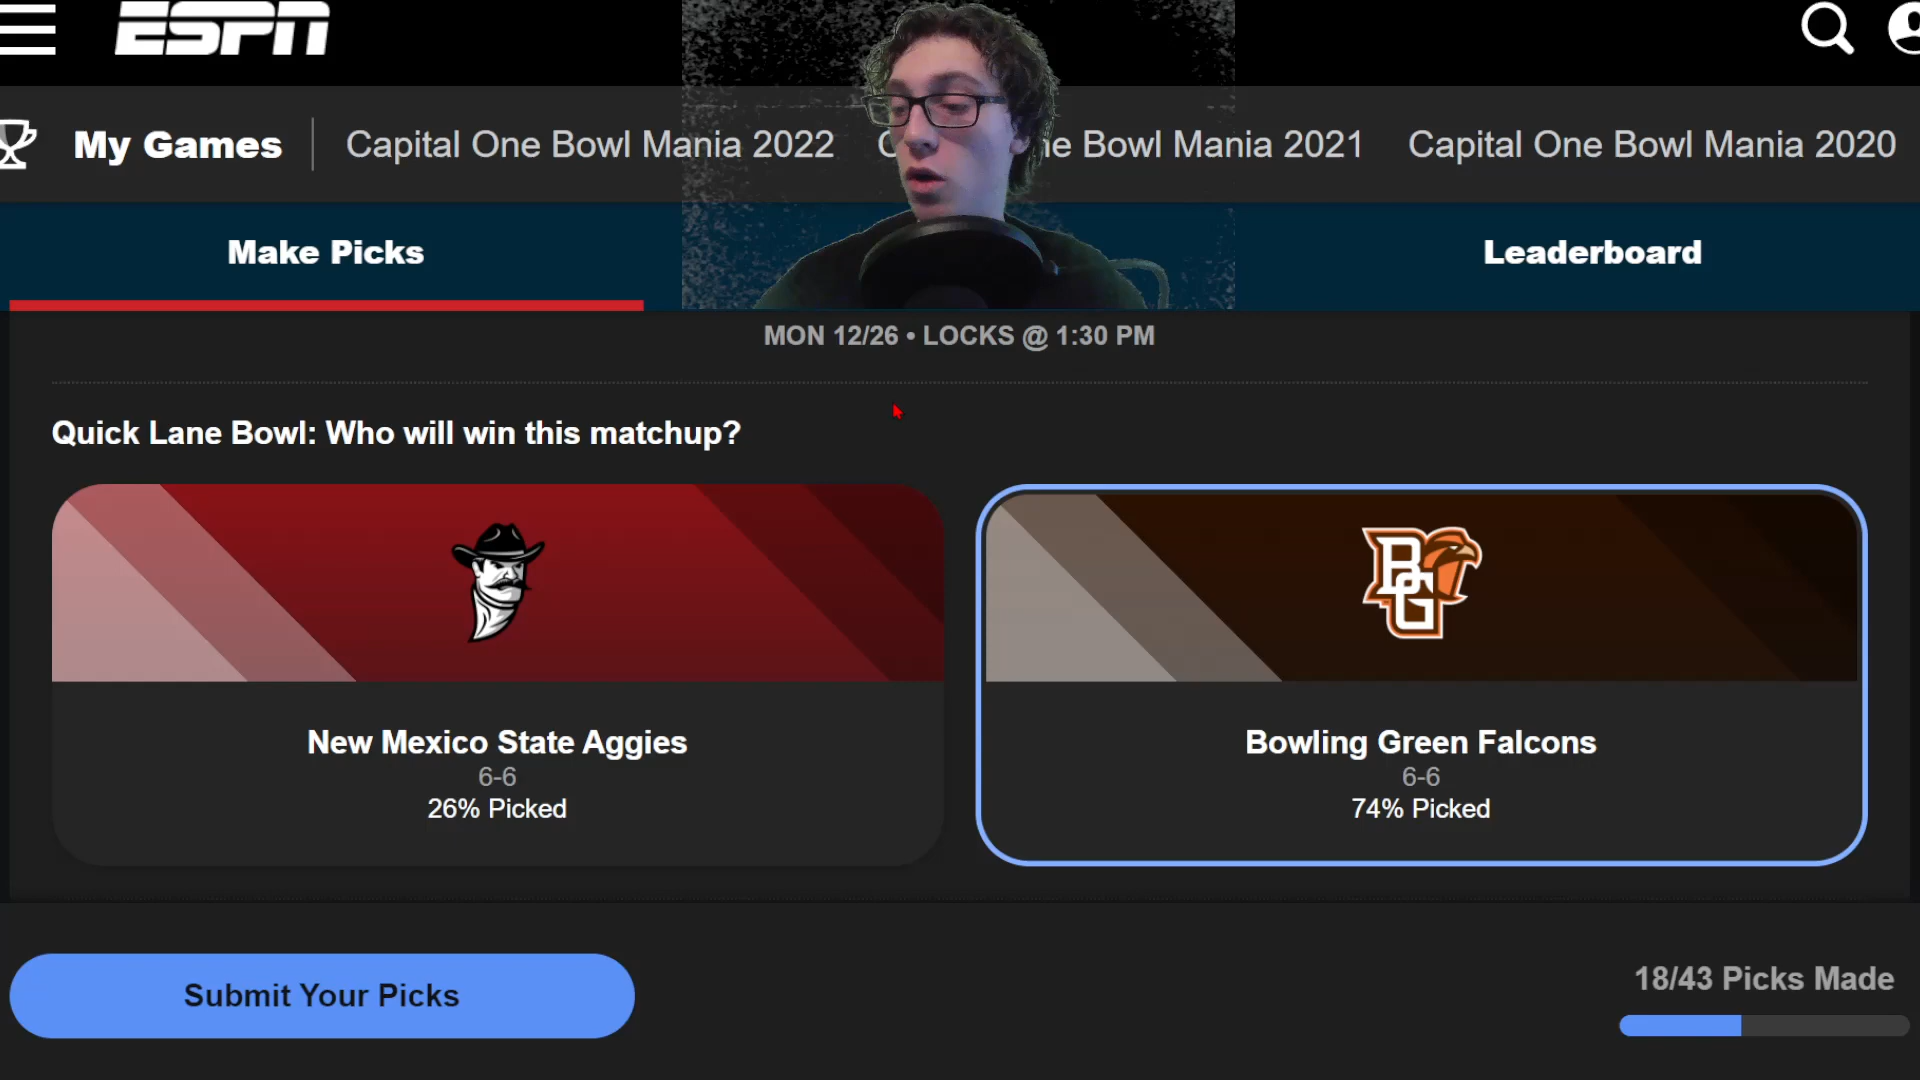 ESPN
My Games
Capital One Bowl Mania 2022
e Bowl Mania 2021
Capital One Bowl Mania 2020
Make Picks
Leaderboard
MON 12/26 • LOCKS @ 1:30 PM
Quick Lane Bowl: Who will win this matchup?
BG
New Mexico State Aggies
6-6
26% Picked
Bowling Green Falcons
6-6
74% Picked
Submit Your Picks
18/43 Picks Made